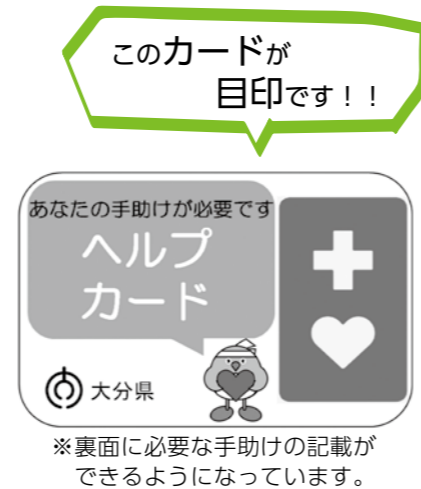 このカードが
目印です！！
あなたの手助けが必要です
ヘルプ
カード
大分県
※裏面に必要な手助けの記載が
できるようになっています。